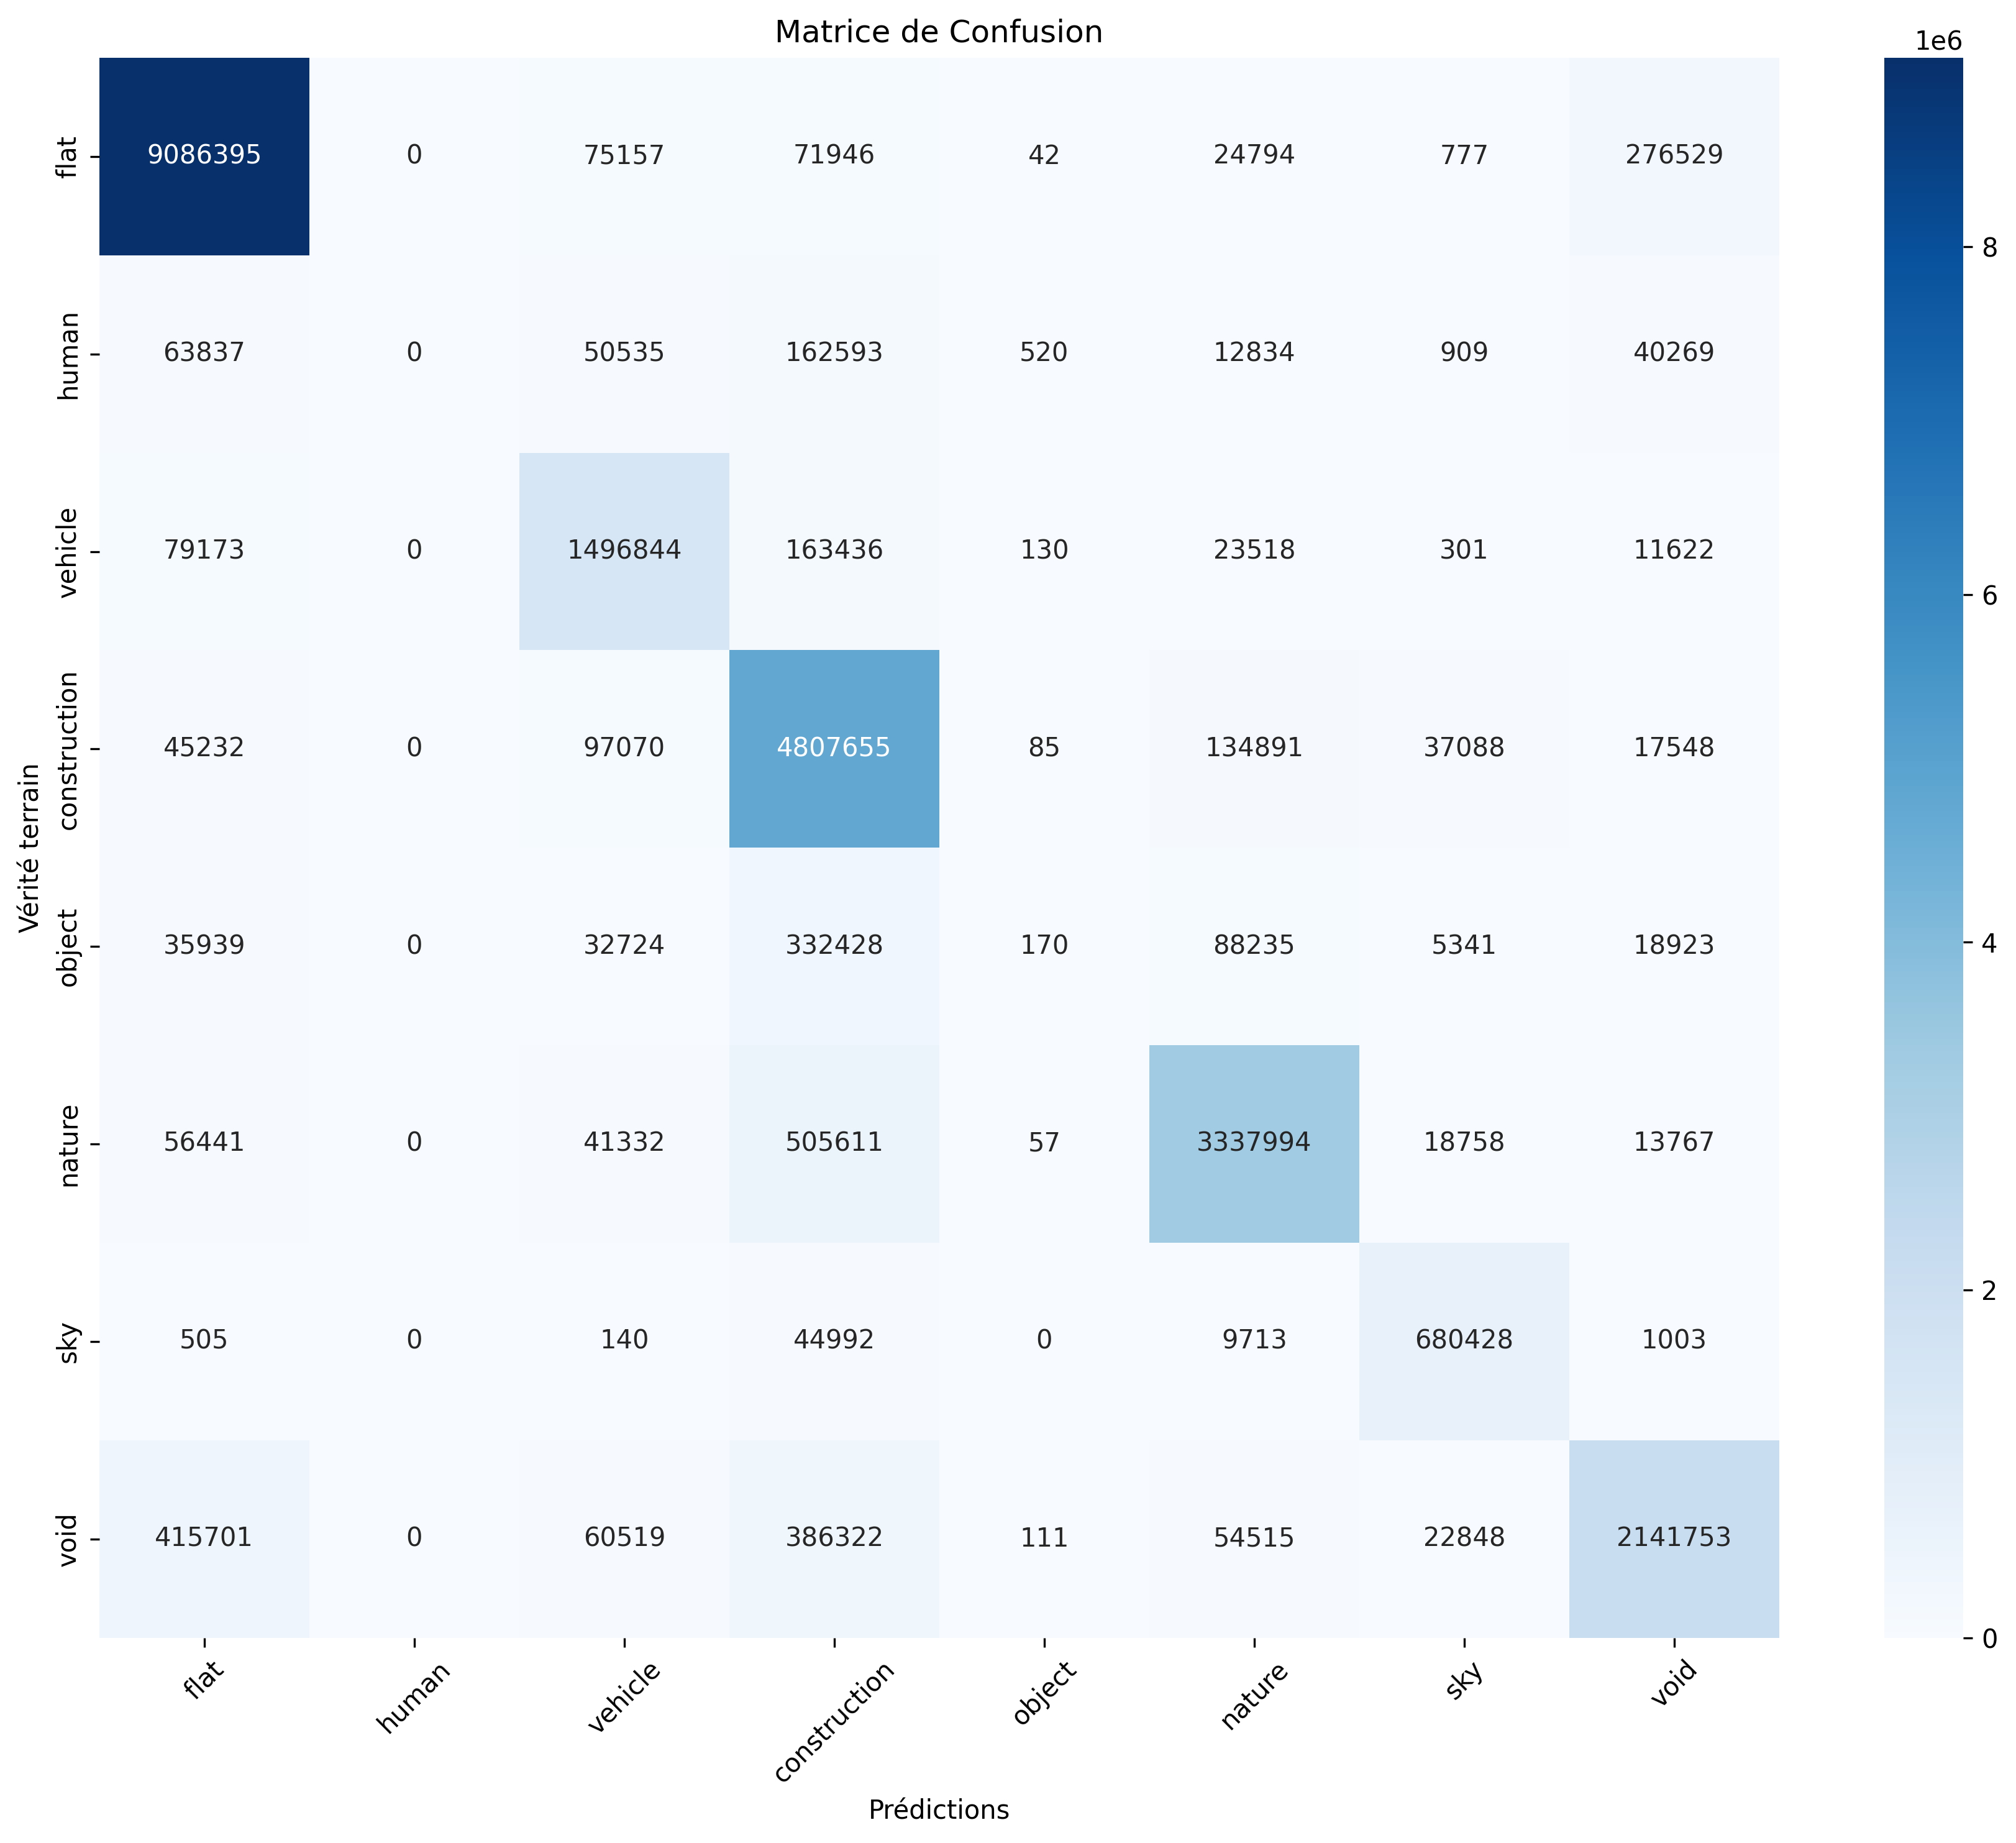 Matrice de Confusion
1e6
flat 9086395 0 75157 71946 42 24794 777 276529
human 63837 0 50535 162593 520 12834 909 40269
vehicle 79173 0 1496844 163436 130 23518 301 11622
construction 45232 0 97070 4807655 85 134891 37088 17548
object 35939 0 32724 332428 170 88235 5341 18923
nature 56441 0 41332 505611 57 3337994 18758 13767
sky 505 0 140 44992 0 9713 680428 1003
void 415701 0 60519 386322 111 54515 22848 2141753
Vérité terrain
flat human vehicle construction object nature sky void
Prédictions
8
6
4
2
0